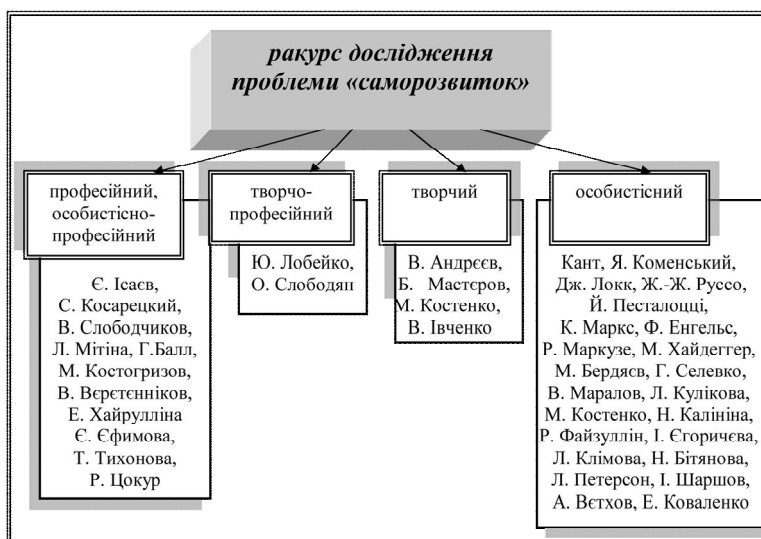 ракурс дослідження
проблеми «саморозвиток»
професійний,
особистісно-
професійний
Є. Ісаєв,
С. Косарецкий,
В. Слободчиков,
Л. Мітіна, Г.Балл,
М. Костогризов,
В. Вєрєтєнніков,
Е. Хайрулліна
Є. Єфимова,
Т. Тихонова,
Р. Цокур
творчо-
професійний
Ю. Лобейко,
О. Слободян
творчий
В. Андрєєв,
Б. Мастєров,
М. Костенко,
В. Івченко
особистісний
Кант, Я. Коменський,
Дж. Локк, Ж.-Ж. Руссо,
Й. Песталоцці,
К. Маркс, Ф. Енгельс,
Р. Маркузе, М. Хайдеггер,
М. Бердяєв, Г. Селевко,
В. Маралов, Л. Кулікова,
М. Костенко, Н. Калініна,
Р. Файзуллін, І. Єгоричєва,
Л. Клімова, Н. Бітянова,
Л. Петерсон, І. Шаршов,
А. Вєтхов, Е. Коваленко